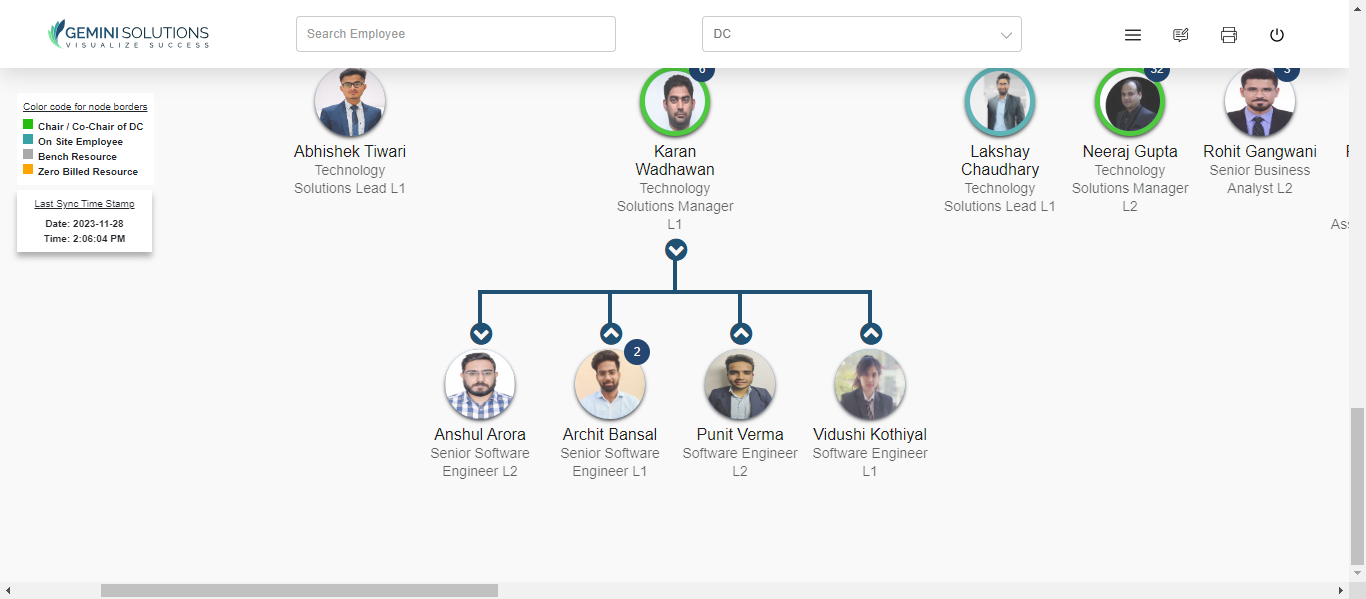 GEMINI SOLUTIONS
VISUALIZE SUCCESS
Search Employee
DC
Color code for node borders
Chair / Co-Chair of DC
On Site Employee
Bench Resource
Zero Billed Resource
Last Sync Time Stamp
Date: 2023-11-28
Time: 2:06:04 PM
Abhishek Tiwari
Technology
Solutions Lead L1
6
Karan
Wadhawan
Technology
Solutions Manager
L1
Lakshay
Chaudhary
Technology
Solutions Lead L1
32
Neeraj Gupta
Technology
Solutions Manager
L2
3
Rohit Gangwani
Senior Business
Analyst L2
Ass
Anshul Arora
Senior Software
Engineer L2
2
Archit Bansal
Senior Software
Engineer L1
Punit Verma
Software Engineer
L2
Vidushi Kothiyal
Software Engineer
L1